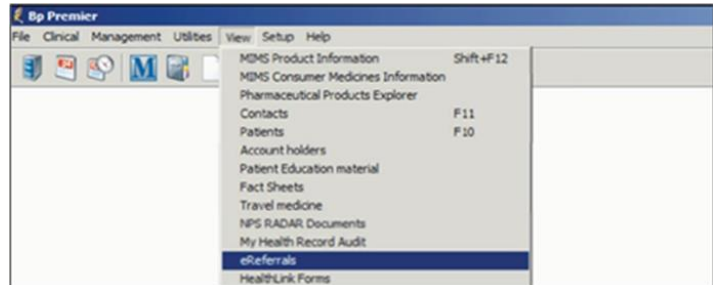 Bp Premier
File Clinical Management Utilities View Setup Help
MIMS Product Information Shift+F12
MIMS Consumer Medicines Information
Pharmaceutical Products Explorer
Contacts F11
Patients F10
Account holders
Patient Education material
Fact Sheets
Travel medicine
NPS RADAR Documents
My Health Record Audit
eReferrals
HealthLink Forms